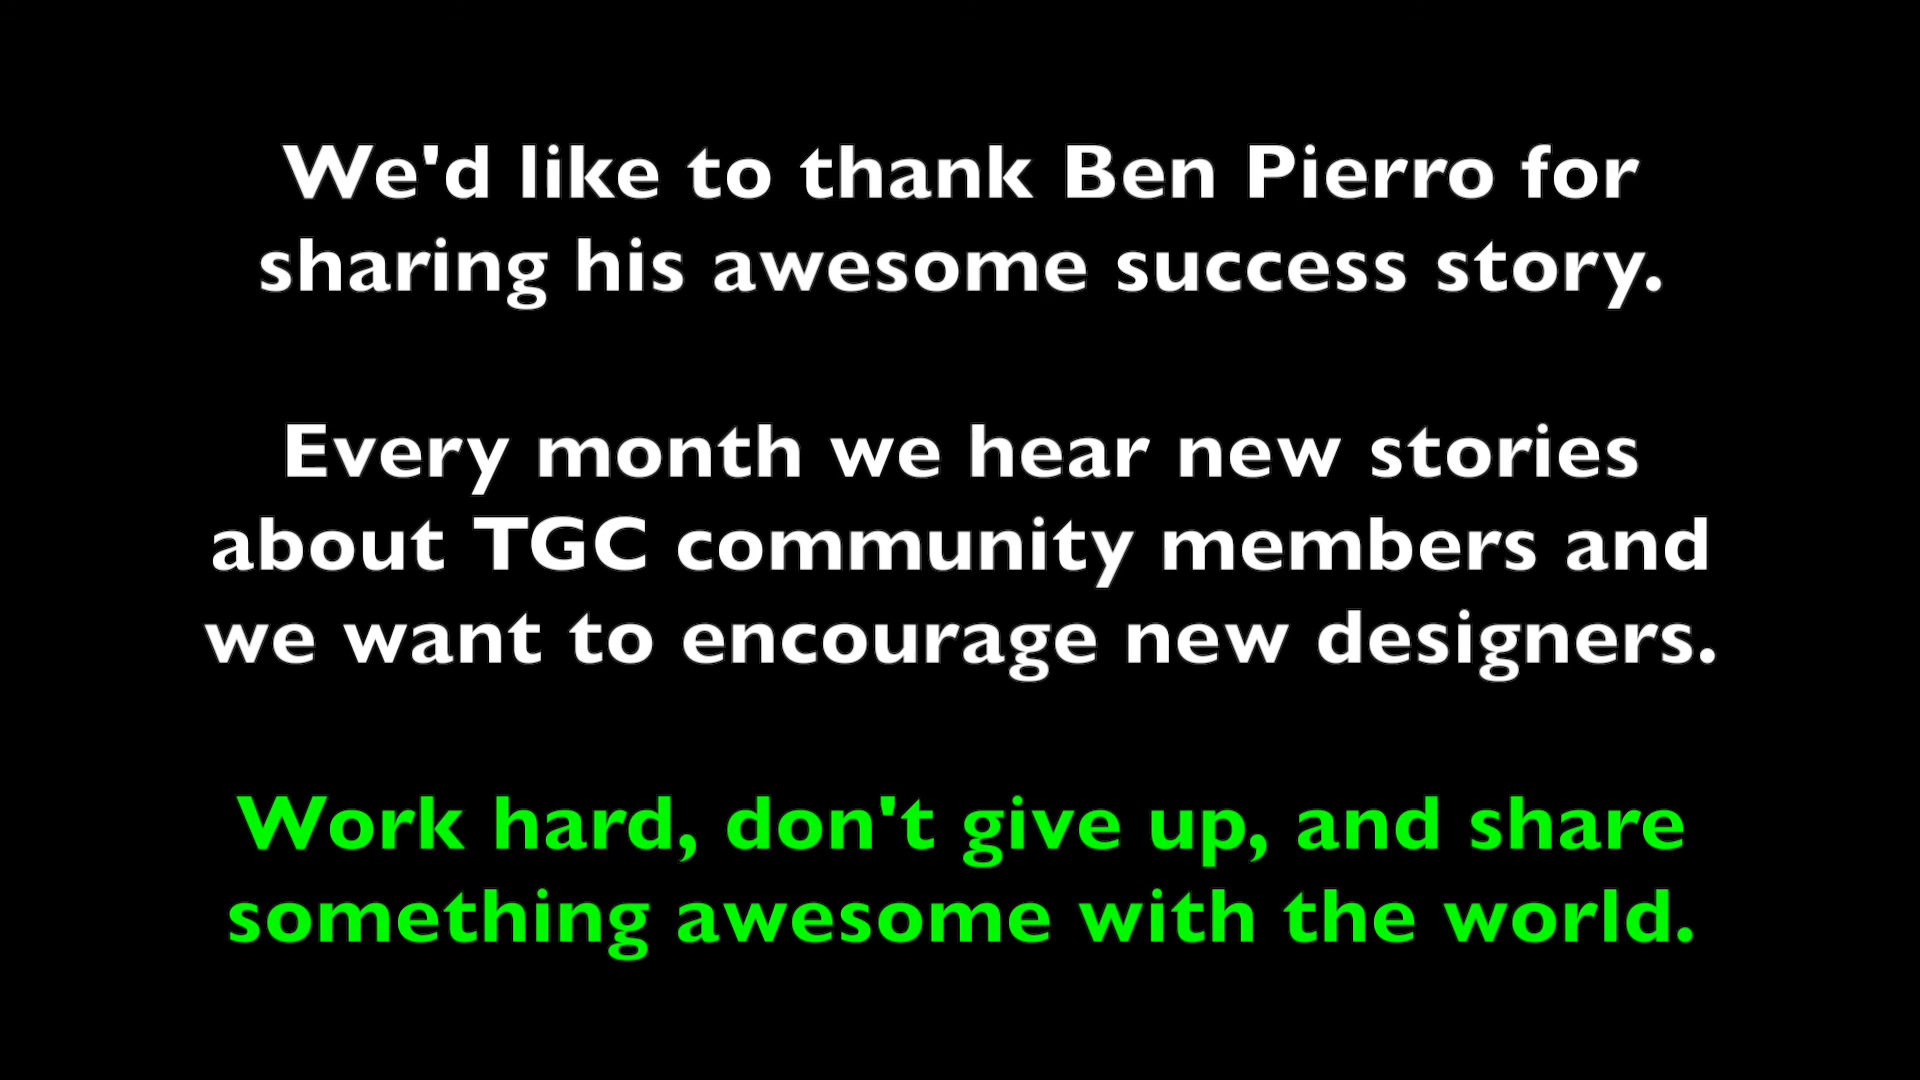 We'd like to thank Ben Pierro for
sharing his awesome success story.
Every month we hear new stories
about TGC community members and
we want to encourage new designers.
Work hard, don't give up, and share
something awesome with the world.